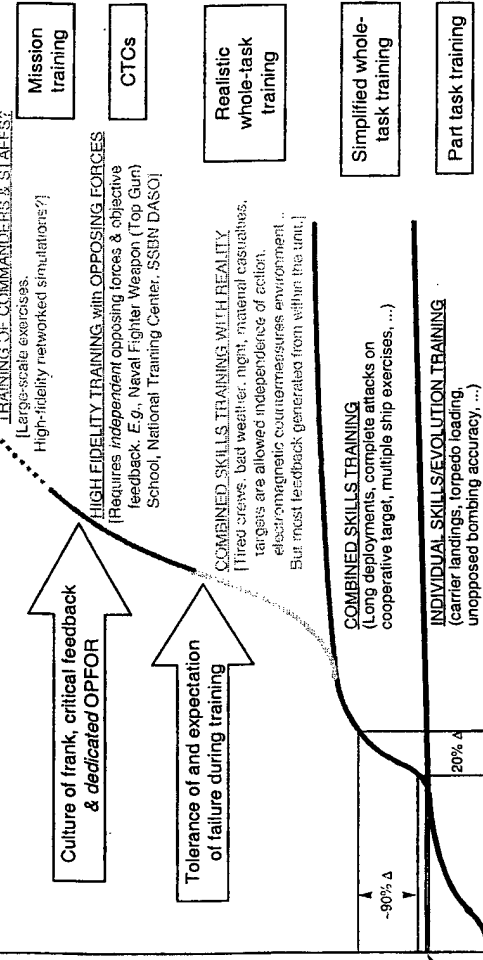 TRAINING OF COMMANDERS & STAFFS?
[Large-scale exercises.
High-fidelity networked simulations?]
Mission
training
Culture of frank, critical feedback
& dedicated OPFOR
HIGH FIDELITY TRAINING with OPPOSING FORCES
[Requires independent opposing forces & objective
feedback. E.g., Naval Fighter Weapon (Top Gun)
School, National Training Center, SSBN DASO]
CTCs
Tolerance of and expectation
of failure during training
COMBINED SKILLS TRAINING WITH REALITY
[Tired crews, bad weather, night, material casualties,
targets are allowed independence of action,
electromagnetic countermeasures environment ..
But most feedback generated from within the unit.]
Realistic
whole-task
training
COMBINED SKILLS TRAINING
(Long deployments, complete attacks on
cooperative target, multiple ship exercises, ...)
Simplified whole-
task training
~90% Δ
INDIVIDUAL SKILLS/EVOLUTION TRAINING
(carrier landings, torpedo loading,
unopposed bombing accuracy, ...)
Part task training
20% Δ